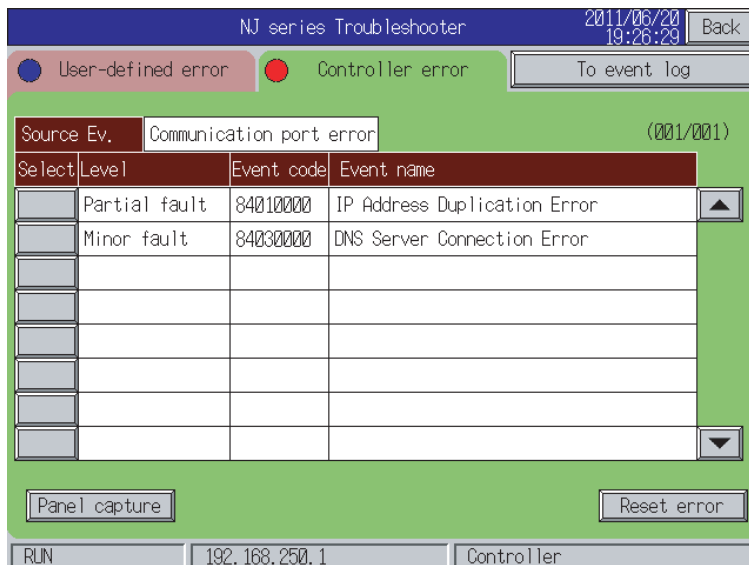 NJ series Troubleshooter 2011/06/20 19:26:29 Back
User-defined error Controller error To event log
Source Ev. Communication port error (001/001)
Select Level Event code Event name
Partial fault 84010000 IP Address Duplication Error
Minor fault 84030000 DNS Server Connection Error
Panel capture Reset error
RUN 192.168.250.1 Controller